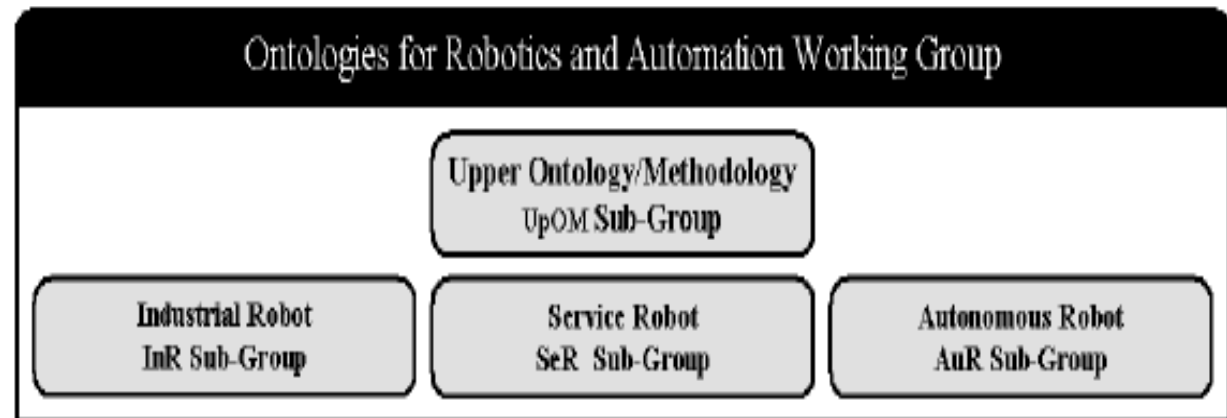 Ontologies for Robotics and Automation Working Group
Upper Ontology/Methodology
UpOM Sub-Group
Industrial Robot
InR Sub-Group
Service Robot
SeR Sub-Group
Autonomous Robot
AuR Sub-Group